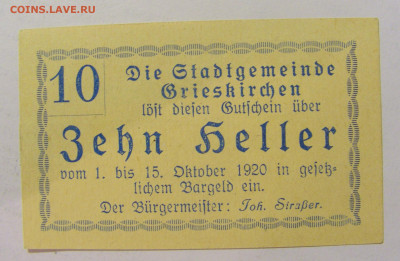 COINS.LAVE.RU
10
Die Stadtgemeinde
Grieskirchen
löst diesen Gutschein über
Zehn Heller
vom 1. bis 15. Oktober 1920 in gesetz-
lichem Bargeld ein.
Der Bürgermeister: Joh. Straßer.